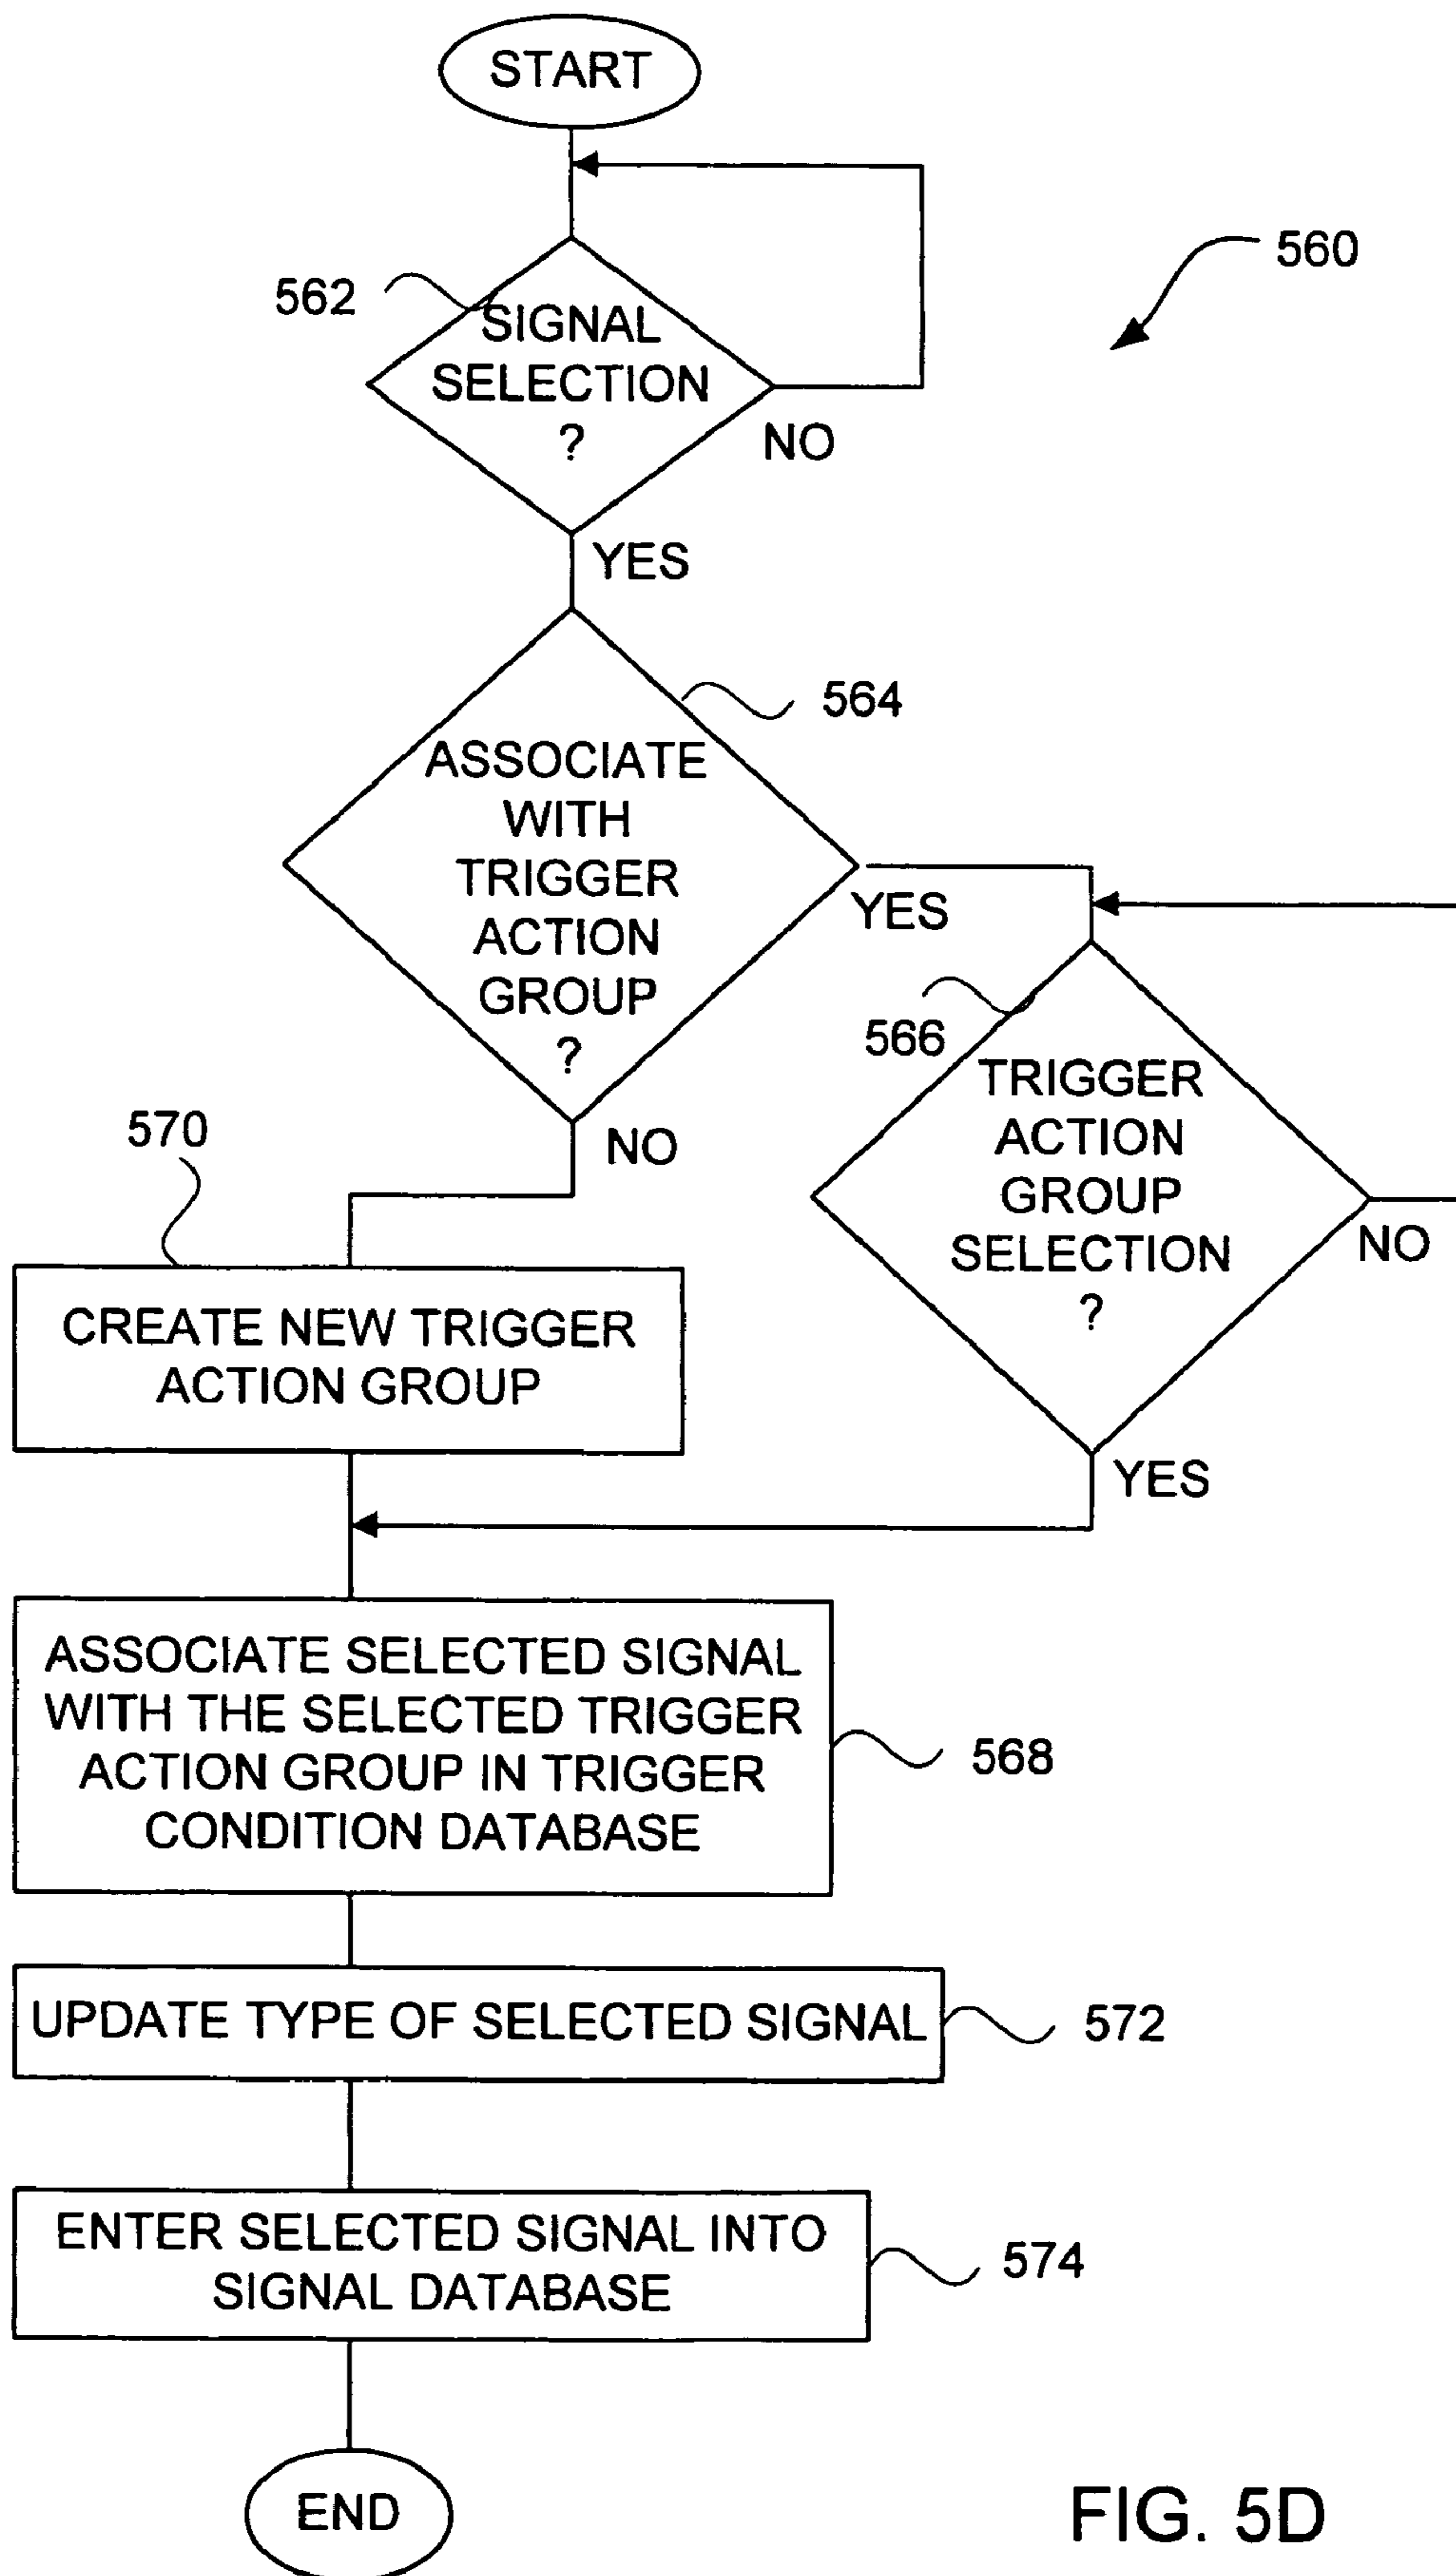 START
560
562
SIGNAL
SELECTION
?
NO
YES
564
ASSOCIATE
WITH
TRIGGER
ACTION
GROUP
?
YES
NO
566
TRIGGER
ACTION
GROUP
SELECTION
?
NO
YES
570
CREATE NEW TRIGGER
ACTION GROUP
ASSOCIATE SELECTED SIGNAL
WITH THE SELECTED TRIGGER
ACTION GROUP IN TRIGGER
CONDITION DATABASE
568
UPDATE TYPE OF SELECTED SIGNAL
572
ENTER SELECTED SIGNAL INTO
SIGNAL DATABASE
574
END
FIG. 5D